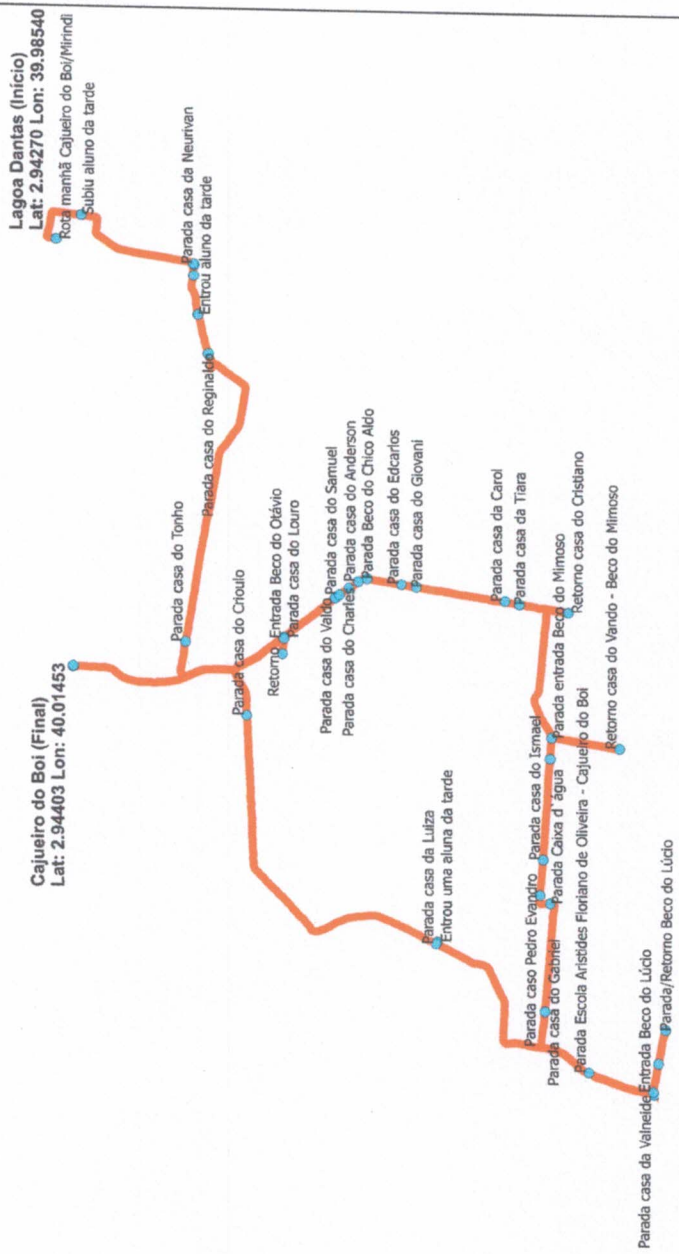 Lagoa Dantas (Início)
Lat: 2.94270 Lon: 39.98540
Rota manhã Cajueiro do Boi/Mirindi
Subiu aluno da tarde
Parada casa de Neurivan
Entrou aluno da tarde
Parada casa do Reginaldo
Cajueiro do Boi (Final)
Lat: 2.94403 Lon: 40.01453
Parada casa do Tonho
Parada casa do Crioulo
Retorno Entrada Beco do Otávio
Parada casa do Louro
Parada casa do Valdo Parada casa do Samuel
Parada casa do Charles Parada casa do Anderson
Parada Beco do Chico Aldo
Parada casa do Edcarlos
Parada casa do Giovani
Parada casa da Carol
Parada casa da Tiara
Retorno casa do Cristiano
Parada entrada Beco do Mimoso
Retorno casa do Vando - Beco do Mimoso
Parada casa da Luiza
Entrou uma aluna da tarde
Parada caso Pedro Evandro Parada casa do Ismael
Parada Caixa d´água
Parada casa do Gabriel
Parada Escola Aristides Floriano de Oliveira - Cajueiro do Boi
Parada casa da Valneide Entrada Beco do Lúcio
Parada/Retorno Beco do Lúcio